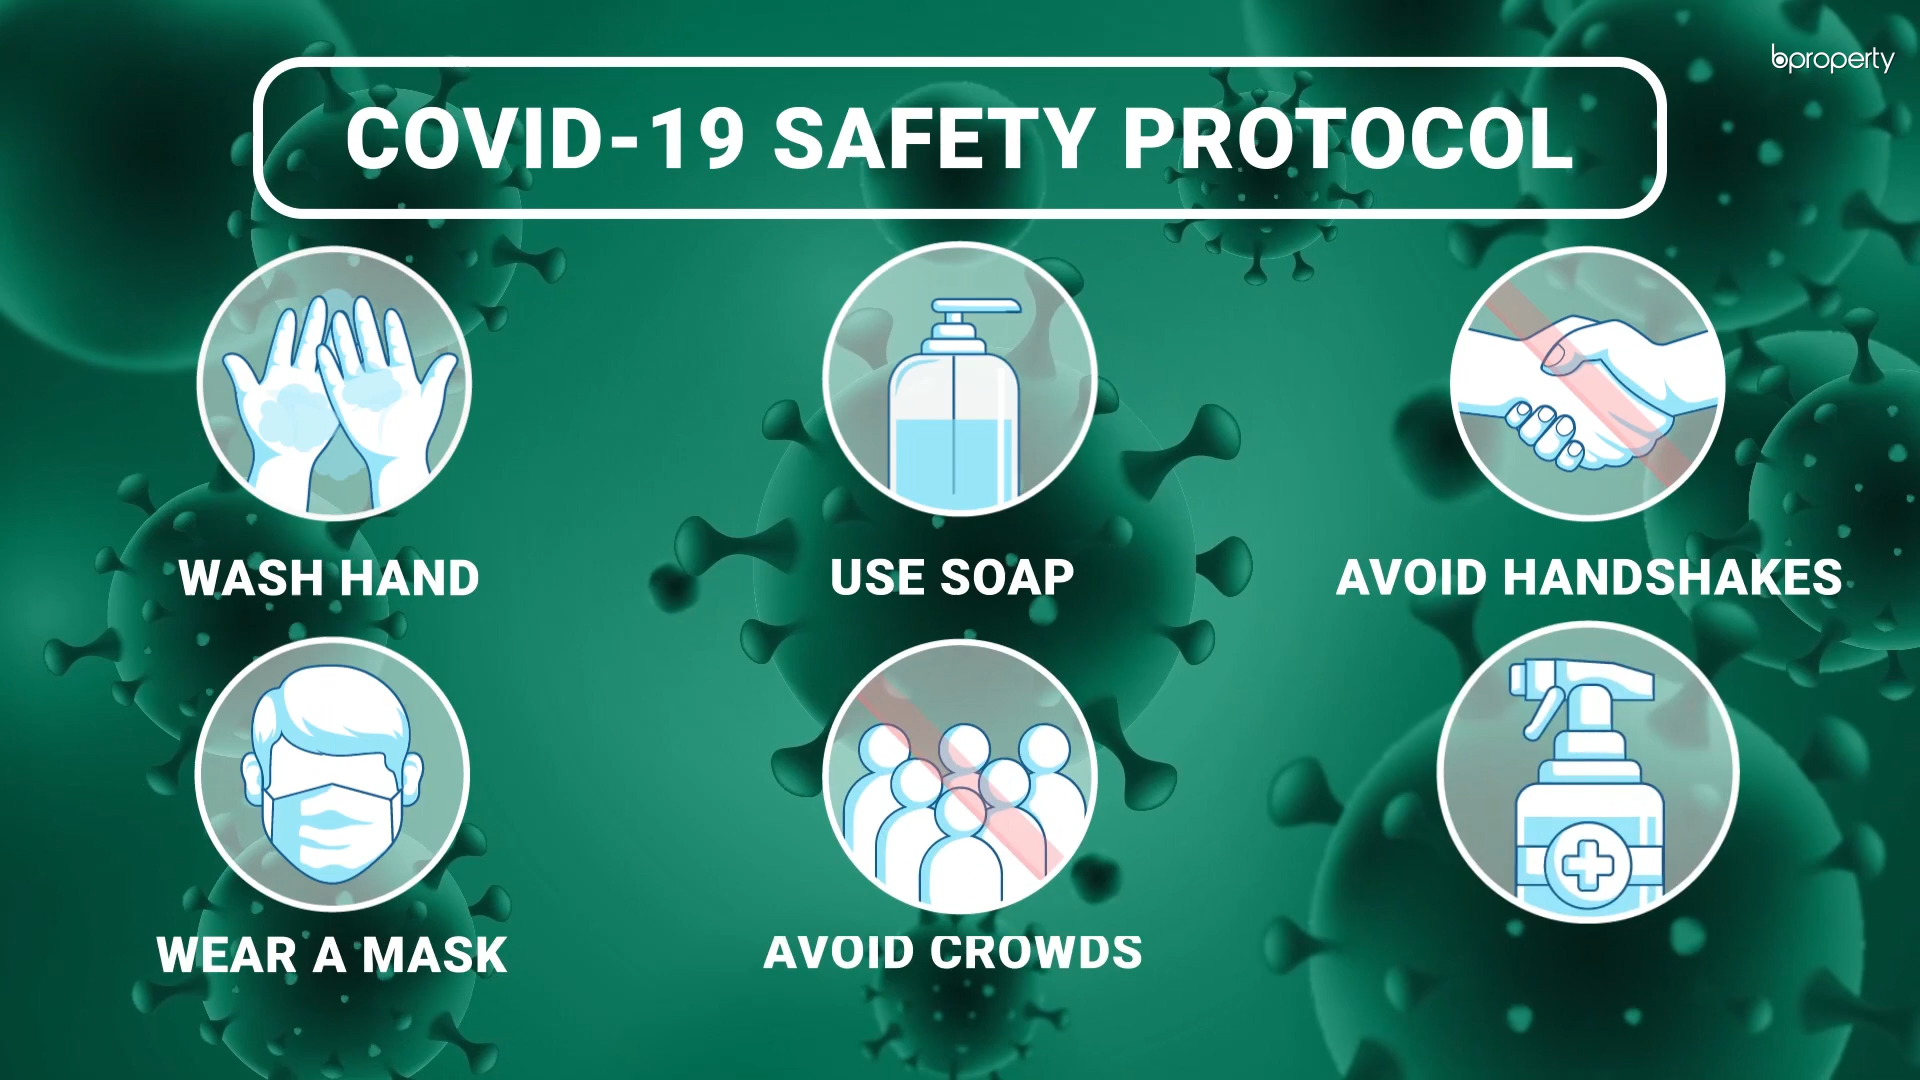 bproperty
COVID-19 SAFETY PROTOCOL
WASH HAND
USE SOAP
AVOID HANDSHAKES
WEAR A MASK
AVOID CROWDS